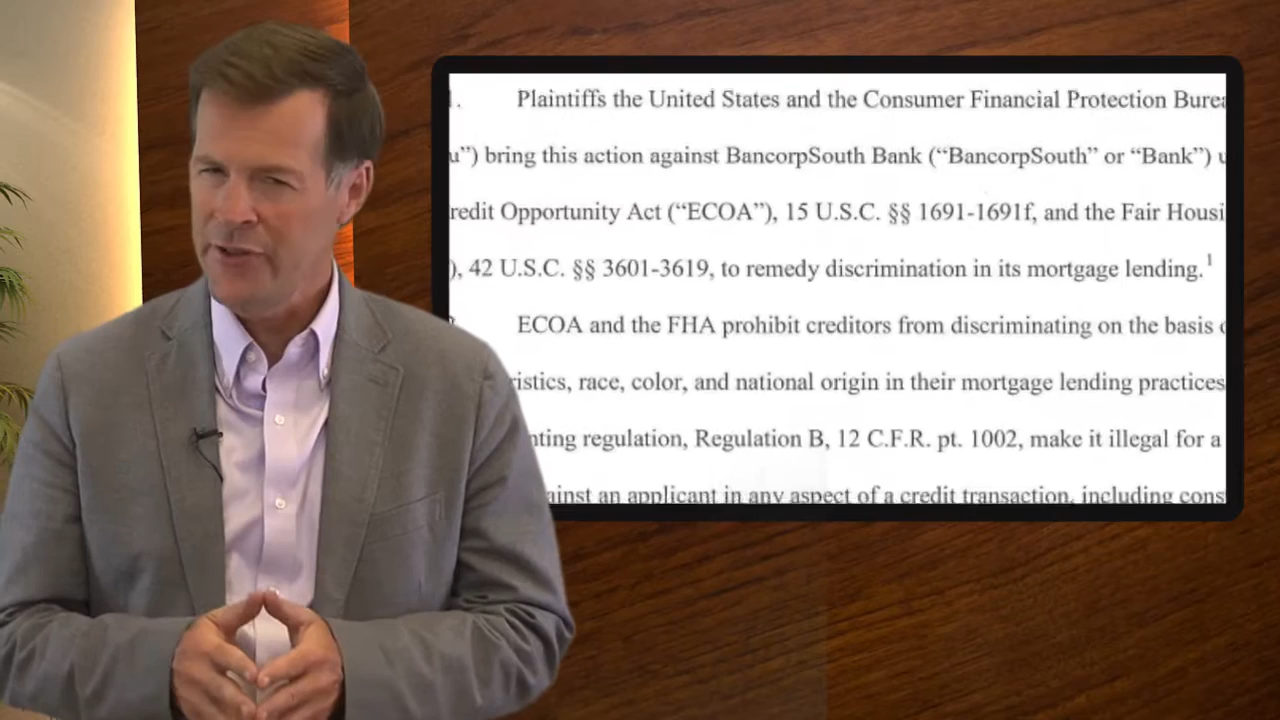 1. Plaintiffs the United States and the Consumer Financial Protection Burea
u”) bring this action against BancorpSouth Bank (“BancorpSouth” or “Bank”) u
redit Opportunity Act (“ECOA”), 15 U.S.C. §§ 1691-1691f, and the Fair Housi
), 42 U.S.C. §§ 3601-3619, to remedy discrimination in its mortgage lending.1
ECOA and the FHA prohibit creditors from discriminating on the basis o
ristics, race, color, and national origin in their mortgage lending practices
nting regulation, Regulation B, 12 C.F.R. pt. 1002, make it illegal for a
ainst an applicant in any aspect of a credit transaction, including cons